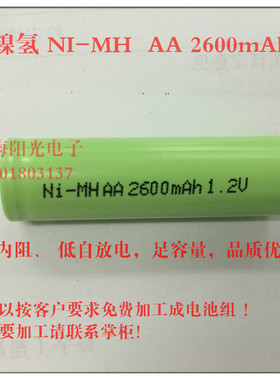 镍氢 NI-MH AA 2600mAh
海阳光电子
01803137
Ni-MH AA 2600mAh 1.2V
内阻、低自放电,足容量,品质优
以按客户要求免费加工成电池组!
要加工请联系掌柜!